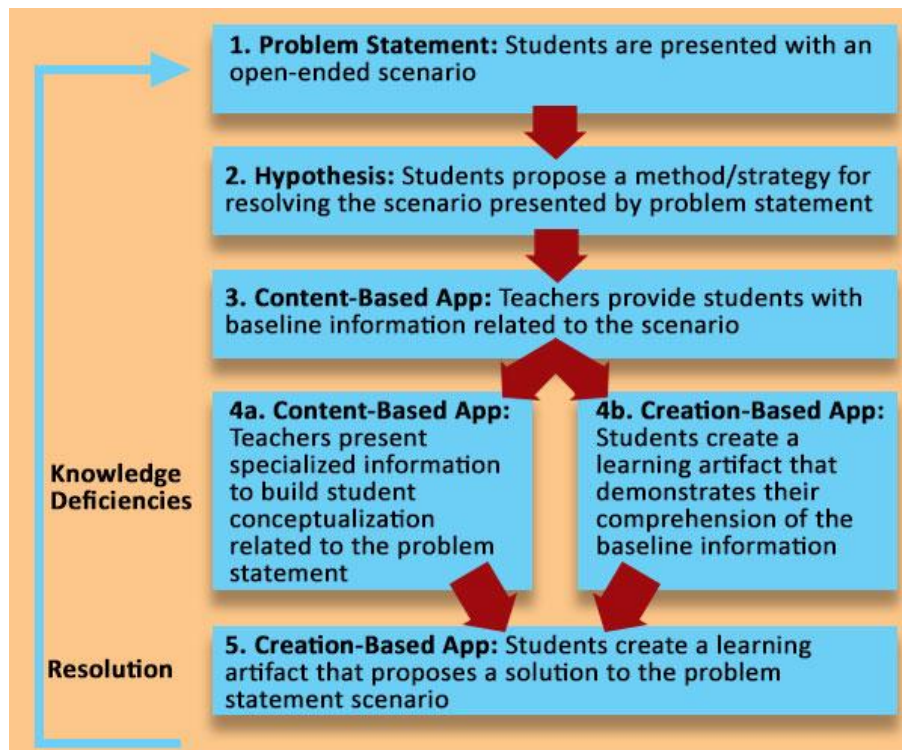 1. Problem Statement: Students are presented with an
open-ended scenario
2. Hypothesis: Students propose a method/strategy for
resolving the scenario presented by problem statement
3. Content-Based App: Teachers provide students with
baseline information related to the scenario
Knowledge
Deficiencies
4a. Content-Based App:
Teachers present
specialized information
to build student
conceptualization
related to the problem
statement
4b. Creation-Based App:
Students create a
learning artifact that
demonstrates their
comprehension of the
baseline information
Resolution
5. Creation-Based App: Students create a learning
artifact that proposes a solution to the problem
statement scenario